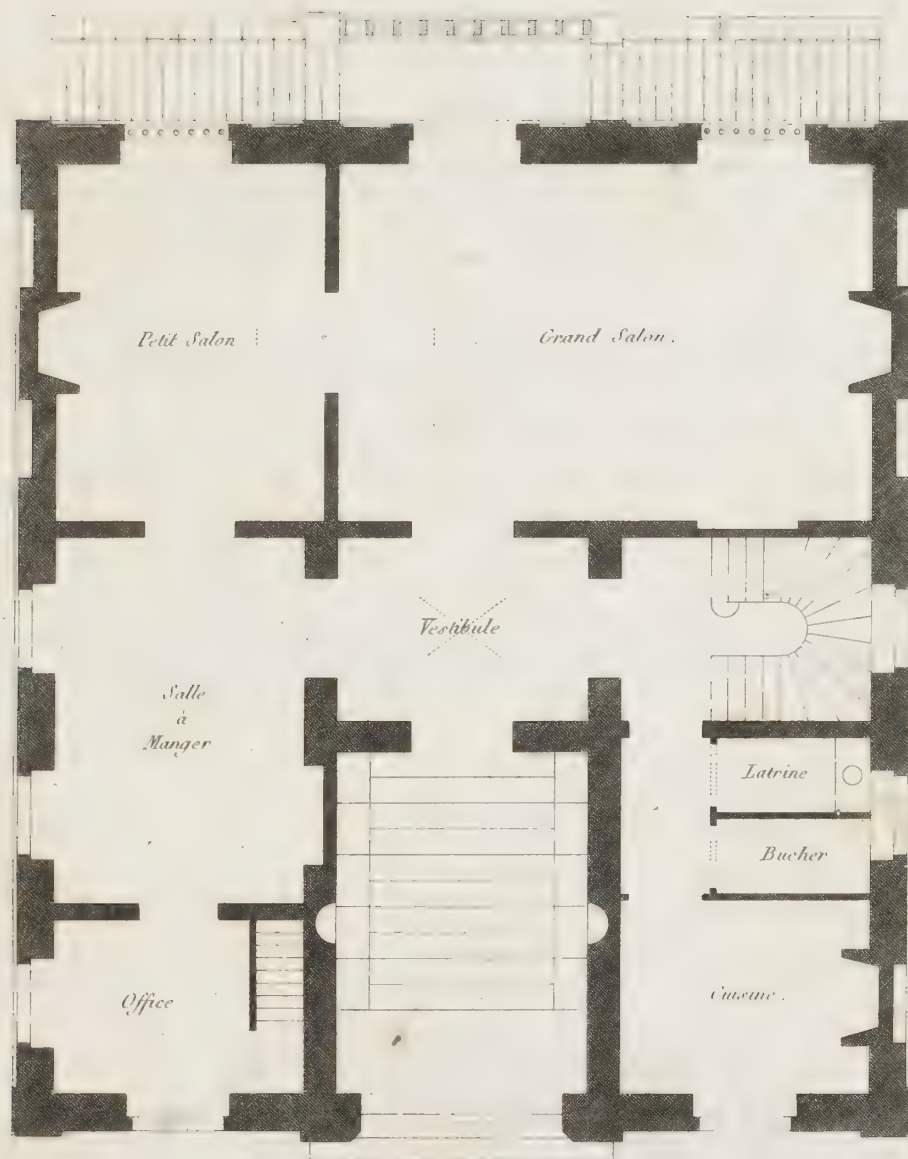 Petit Salon
Grand Salon.
Vestibule
Salle
à
Manger
Latrine
Bucher
Office
Cuisine.